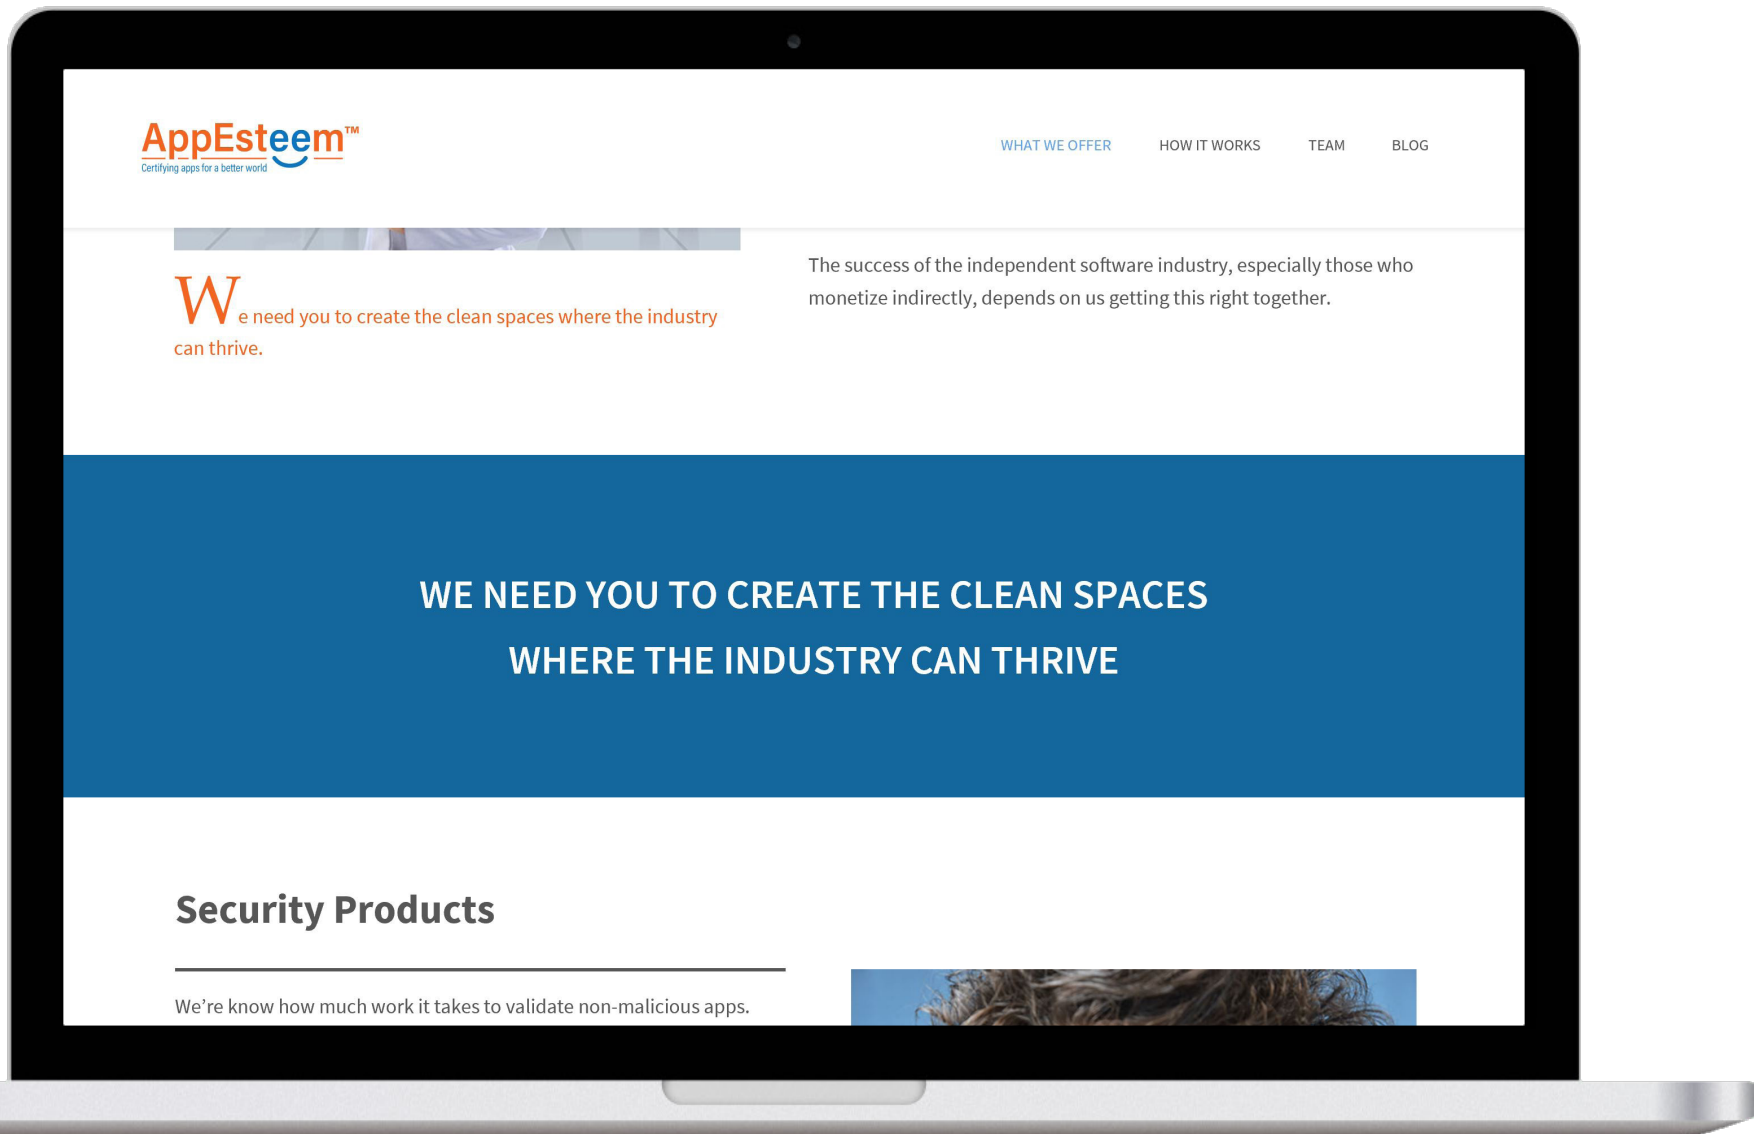 AppEsteem™
Certifying apps for a better world
WHAT WE OFFER HOW IT WORKS TEAM BLOG
We need you to create the clean spaces where the industry
can thrive.
The success of the independent software industry, especially those who
monetize indirectly, depends on us getting this right together.
WE NEED YOU TO CREATE THE CLEAN SPACES
WHERE THE INDUSTRY CAN THRIVE
Security Products
We’re know how much work it takes to validate non-malicious apps.